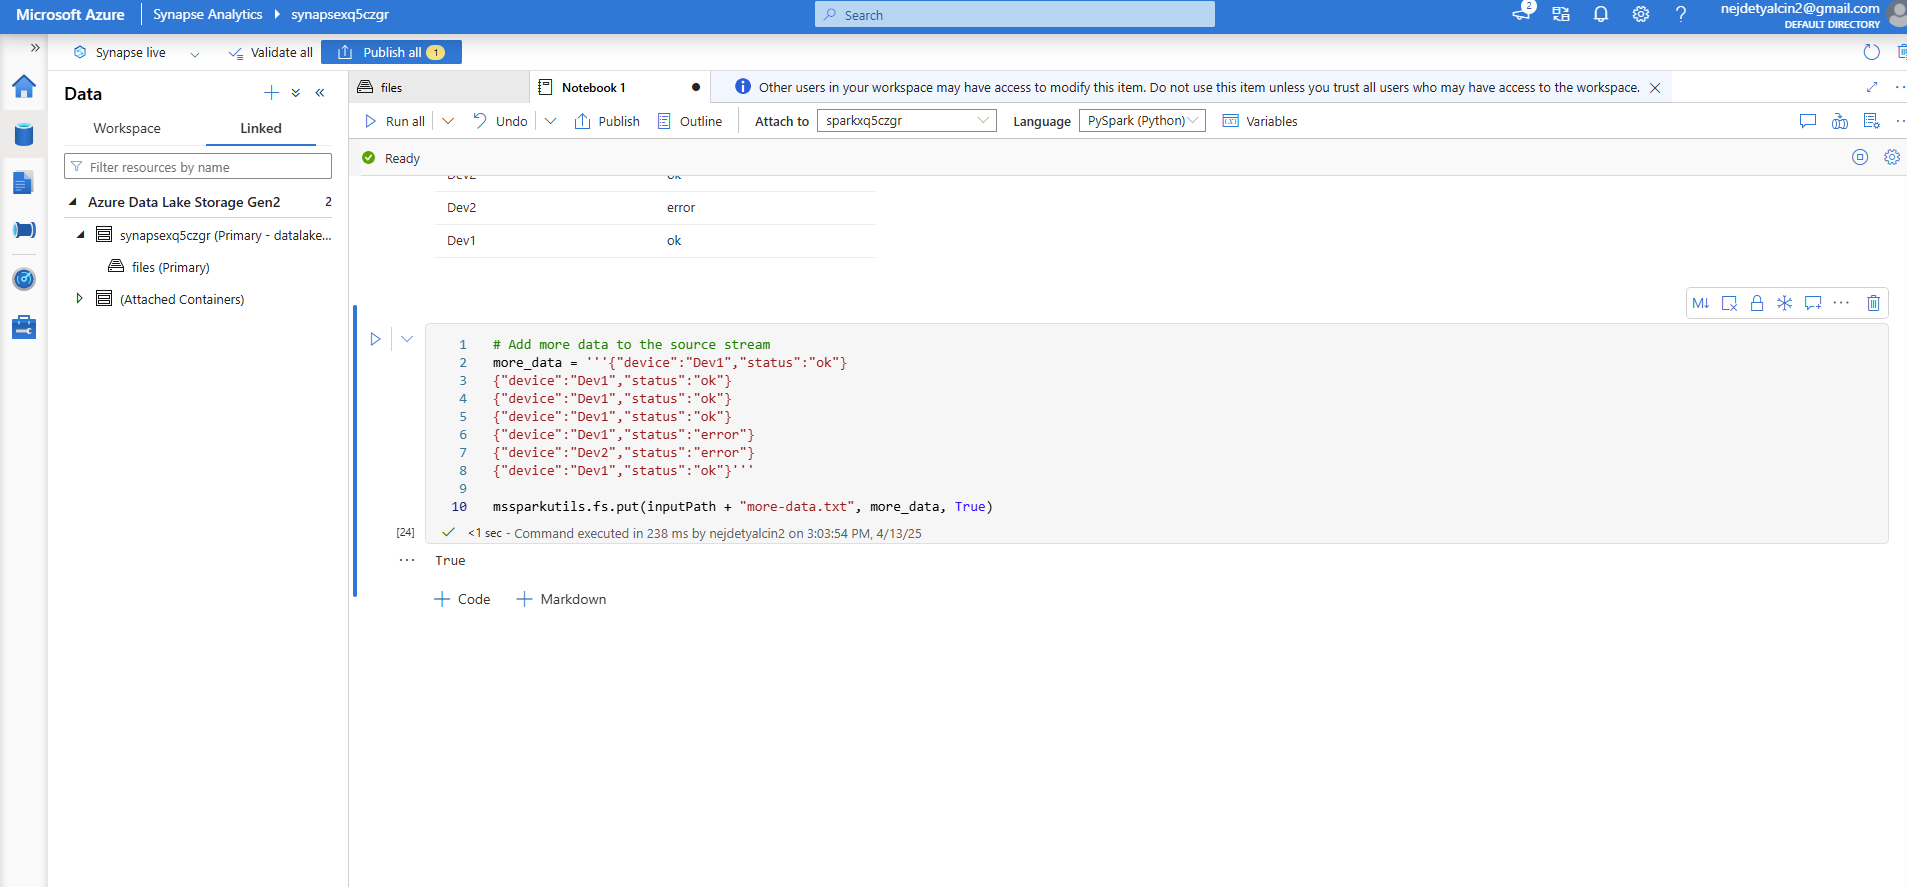 Microsoft Azure
Synapse Analytics
synapsexq5czgr
Search
2
nejdetyalcin2@gmail.com
DEFAULT DIRECTORY
Synapse live
Validate all
Publish all 1
Data
Workspace
Linked
Filter resources by name
Azure Data Lake Storage Gen2 2
synapsexq5czgr (Primary - datalake...
files (Primary)
(Attached Containers)
files
Notebook 1
Other users in your workspace may have access to modify this item. Do not use this item unless you trust all users who may have access to the workspace.
Run all
Undo
Publish
Outline
Attach to
sparkxq5czgr
Language
PySpark (Python)
Variables
Ready
Dev2 ok
Dev2 error
Dev1 ok
M↓
1 # Add more data to the source stream
2 more_data = '''{"device":"Dev1","status":"ok"}
3 {"device":"Dev1","status":"ok"}
4 {"device":"Dev1","status":"ok"}
5 {"device":"Dev1","status":"ok"}
6 {"device":"Dev1","status":"error"}
7 {"device":"Dev2","status":"error"}
8 {"device":"Dev1","status":"ok"}'''
9
10 mssparkutils.fs.put(inputPath + "more-data.txt", more_data, True)
[24] <1 sec - Command executed in 238 ms by nejdetyalcin2 on 3:03:54 PM, 4/13/25
True
Code
Markdown